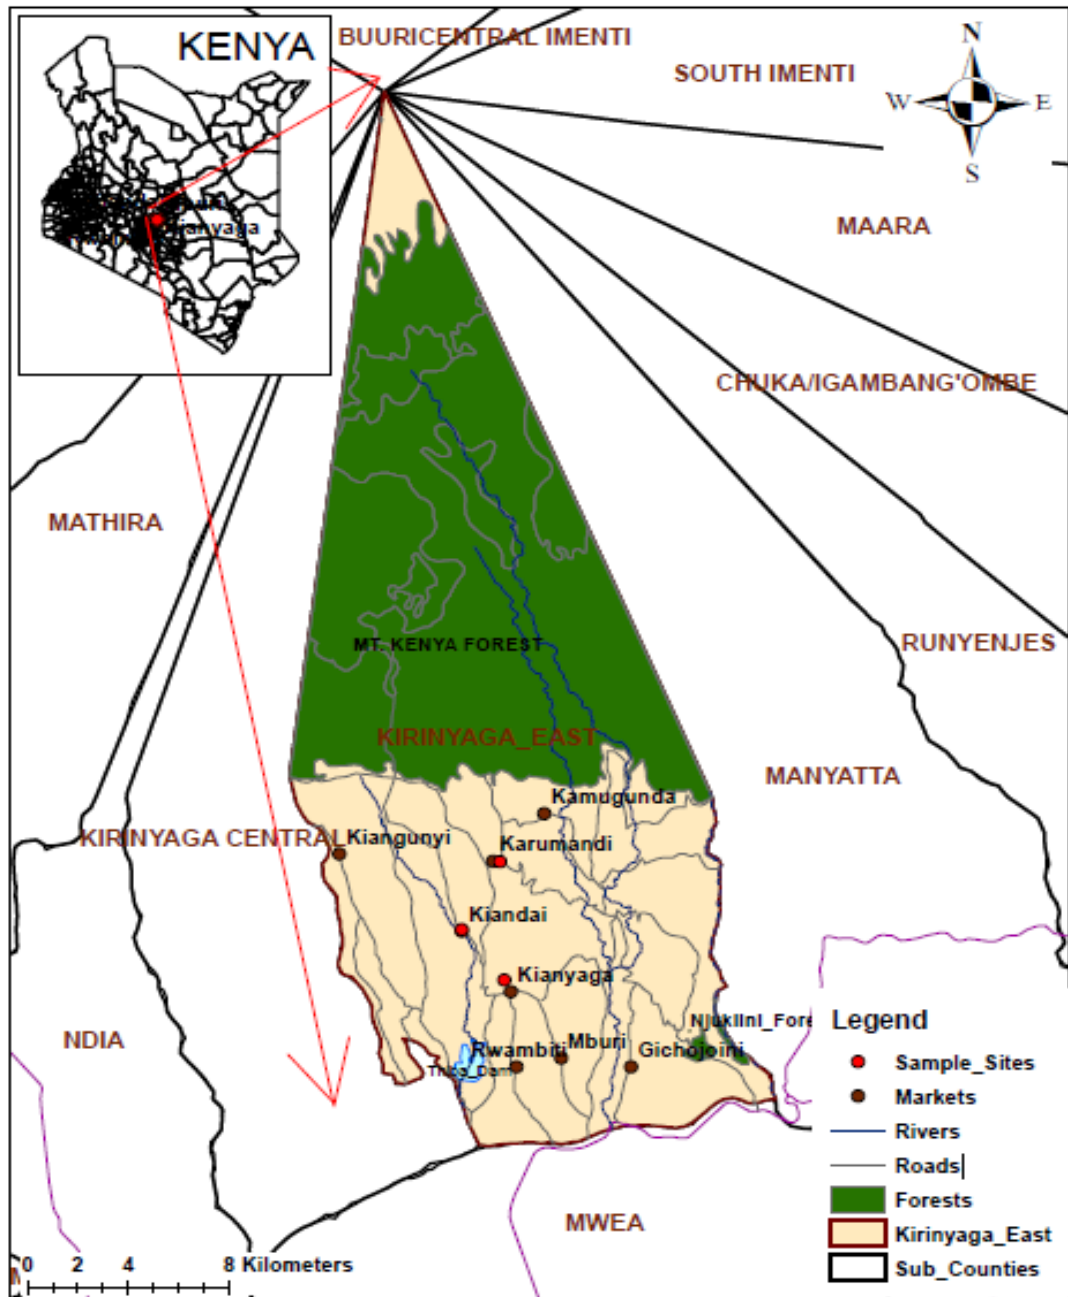 KENYA
BUURICENTRAL IMENTI
SOUTH IMENTI
N
W E
S
MAARA
CHUKA/IGAMBANG'OMBE
MATHIRA
RUNYENJES
MT. KENYA FOREST
KIRINYAGA_EAST
MANYATTA
Kamugunda
KIRINYAGA CENTRAL
Kiangunyi
Karumandi
Kiandai
Kianyaga
NDIA
Njukiini_Fore
Rwambiti
Mburi
Gichojoini
Legend
Sample_Sites
Markets
Rivers
Roads
Forests
Kirinyaga_East
Sub_Counties
MWEA
0 2 4 8 Kilometers